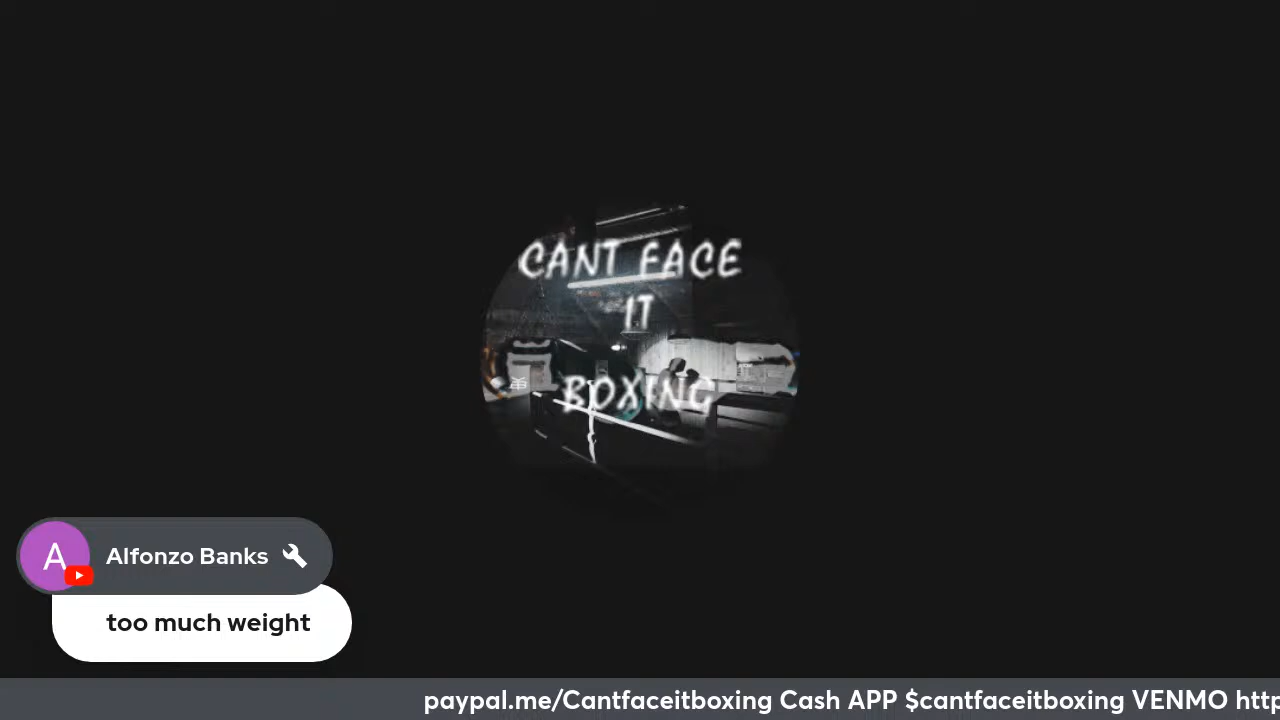 CANT FACE
IT
BOXING
A
Alfonzo Banks
too much weight
paypal.me/Cantfaceitboxing Cash APP $cantfaceitboxing VENMO http